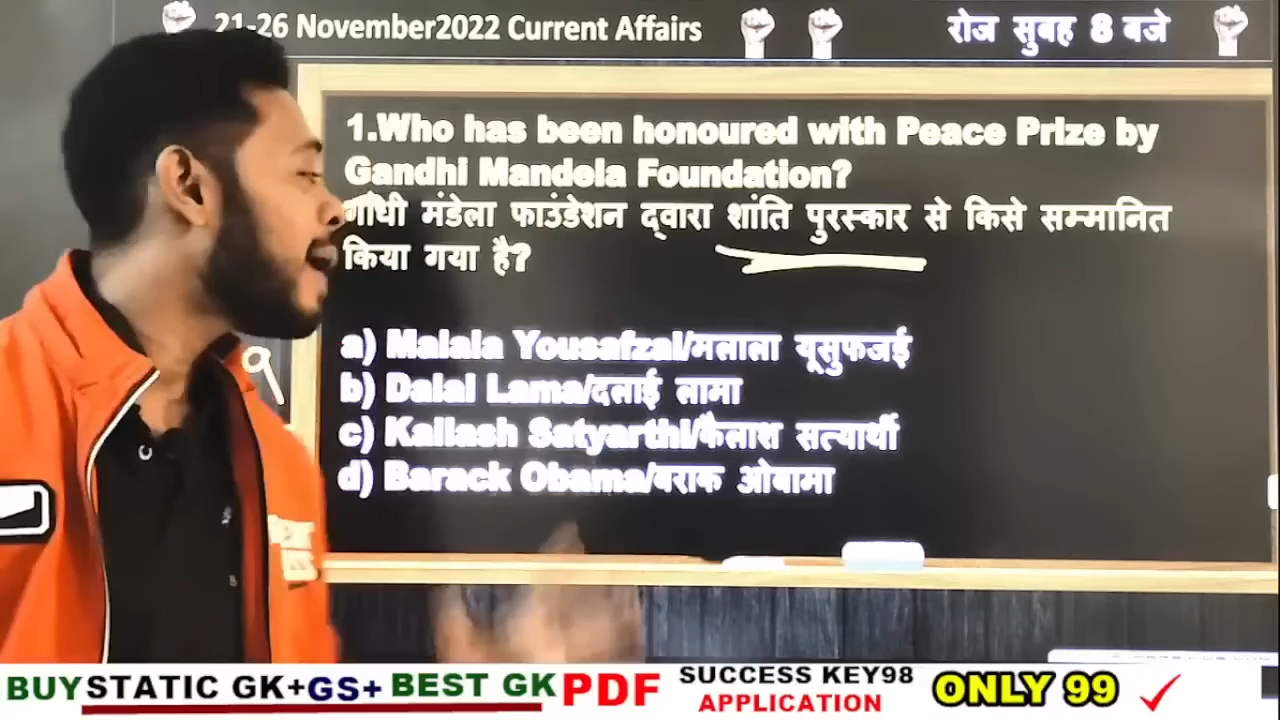 21-26 November2022 Current Affairs
रोज सुबह 8 बजे
1.Who has been honoured with Peace Prize by
Gandhi Mandela Foundation?
गाँधी मंडेला फाउंडेशन द्वारा शांति पुरस्कार से किसे सम्मानित
किया गया है?
a) Malala Yousafzai/मलाला यूसुफजई
b) Dalai Lama/दलाई लामा
c) Kailash Satyarthi/कैलाश सत्यार्थी
d) Barack Obama/बराक ओबामा
BUY STATIC GK+GS+ BEST GK PDF
SUCCESS KEY98
APPLICATION
ONLY 99